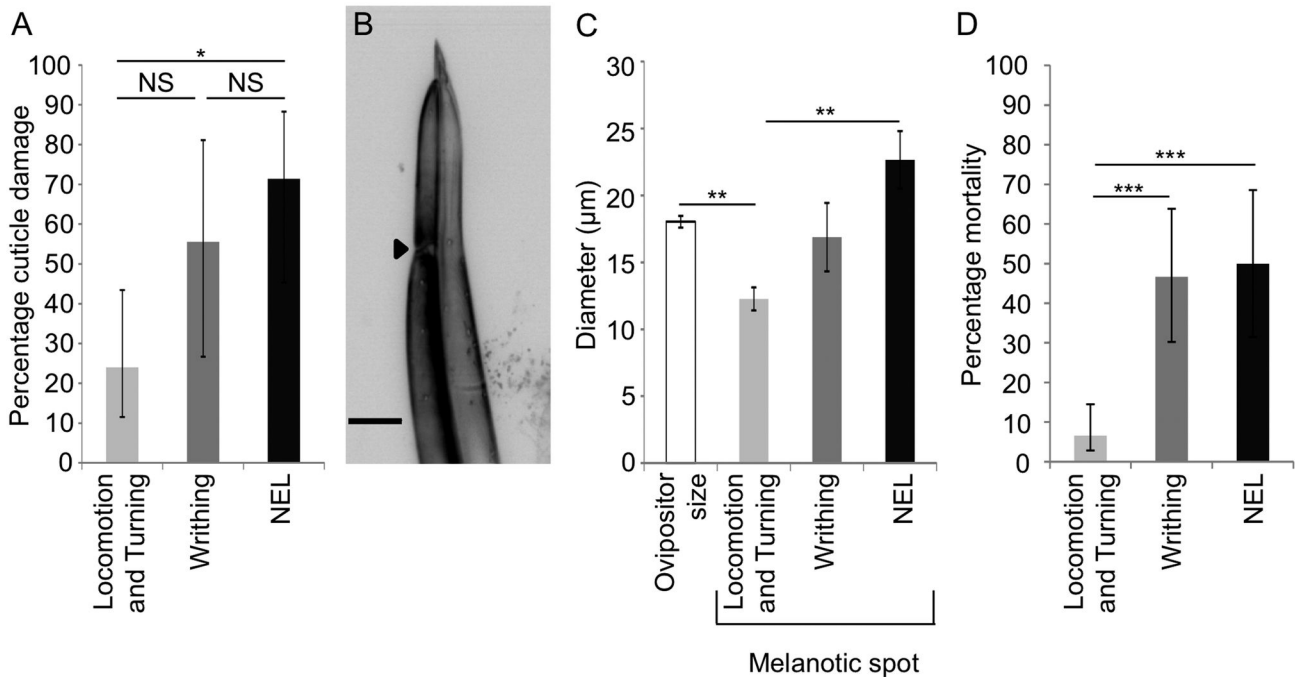 A
*
NS
NS
Percentage cuticle damage
100
90
80
70
60
50
40
30
20
10
0
Locomotion
and Turning
Writhing
NEL
B
C
30
25
20
15
10
5
0
Diameter (µm)
**
**
Ovipositor
size
Locomotion
and Turning
Writhing
NEL
Melanotic spot
D
100
90
80
70
60
50
40
30
20
10
0
Percentage mortality
***
***
Locomotion
and Turning
Writhing
NEL